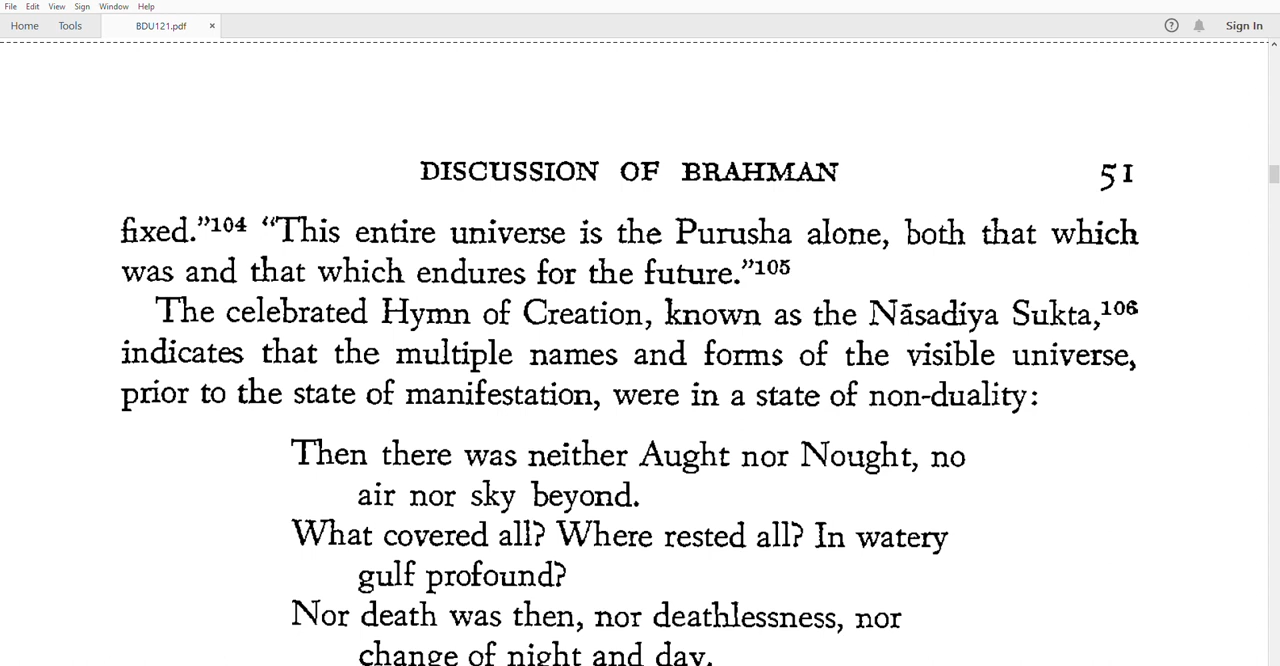 File Edit View Sign Window Help
Home Tools BDU121.pdf × ? Sign In
DISCUSSION OF BRAHMAN 51
fixed.”104 “This entire universe is the Purusha alone, both that which
was and that which endures for the future.”105
The celebrated Hymn of Creation, known as the Nāsadiya Sukta,106
indicates that the multiple names and forms of the visible universe,
prior to the state of manifestation, were in a state of non-duality:
Then there was neither Aught nor Nought, no
air nor sky beyond.
What covered all? Where rested all? In watery
gulf profound?
Nor death was then, nor deathlessness, nor
change of night and day.